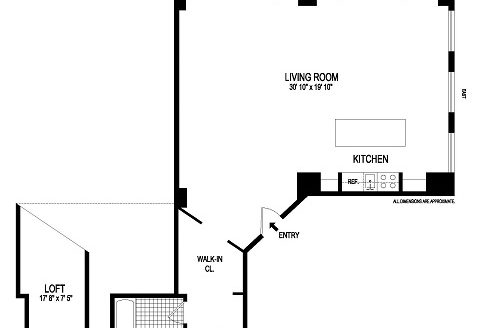 LIVING ROOM
30' 10" x 19' 10"
EAST
KITCHEN
REF.
ALL DIMENSIONS ARE APPROXIMATE.
ENTRY
WALK-IN
CL.
LOFT
17' 8" x 7' 5"